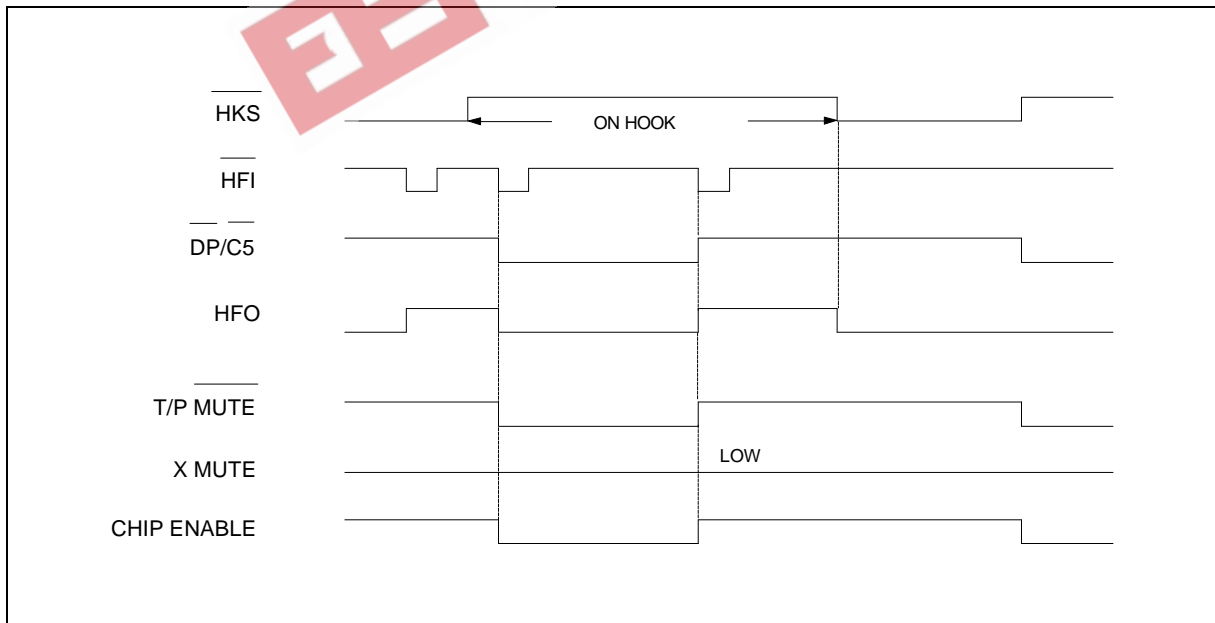 HKS
ON HOOK
HFI
DP/C5
HFO
T/P MUTE
X MUTE
LOW
CHIP ENABLE